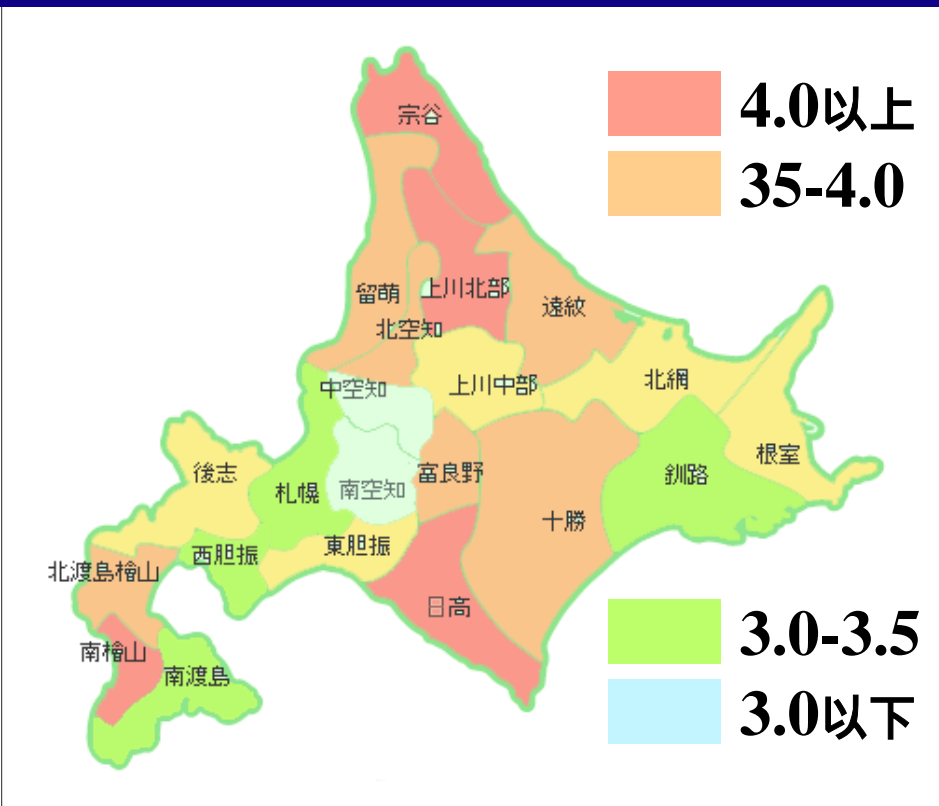 宗谷
4.0以上
35-4.0
留萌
上川北部
遠紋
北空知
中空知
上川中部
北網
後志
札幌
南空知
富良野
釧路
根室
十勝
西胆振
東胆振
北渡島檜山
日高
南檜山
南渡島
3.0-3.5
3.0以下